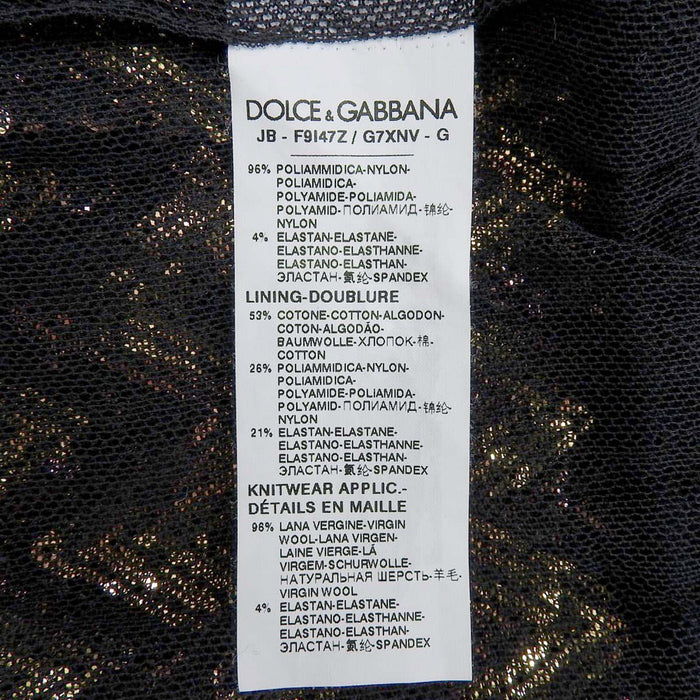 DOLCE & GABBANA
JB - F9I47Z / G7XNV - G
96% POLIAMMIDICA-NYLON-
POLIAMIDICA-
POLYAMIDE-POLIAMIDA-
POLYAMID-ПОЛИАМИД-锦纶-
NYLON
4% ELASTAN-ELASTANE-
ELASTANO-ELASTHANNE-
ELASTANO-ELASTHAN-
ЭЛАСТАН-氨纶-SPANDEX
LINING-DOUBLURE
53% COTONE-COTTON-ALGODON-
COTON-ALGODÃO-
BAUMWOLLE-ХЛОПОК-棉-
COTTON
26% POLIAMMIDICA-NYLON-
POLIAMIDICA-
POLYAMIDE-POLIAMIDA-
POLYAMID-ПОЛИАМИД-锦纶-
NYLON
21% ELASTAN-ELASTANE-
ELASTANO-ELASTHANNE-
ELASTANO-ELASTHAN-
ЭЛАСТАН-氨纶-SPANDEX
KNITWEAR APPLIC.-
DÉTAILS EN MAILLE
96% LANA VERGINE-VIRGIN
WOOL-LANA VIRGEN-
LAINE VIERGE-LÃ
VIRGEM-SCHURWOLLE-
НАТУРАЛЬНАЯ ШЕРСТЬ-羊毛-
VIRGIN WOOL
4% ELASTAN-ELASTANE-
ELASTANO-ELASTHANNE-
ELASTANO-ELASTHAN-
ЭЛАСТАН-氨纶-SPANDEX